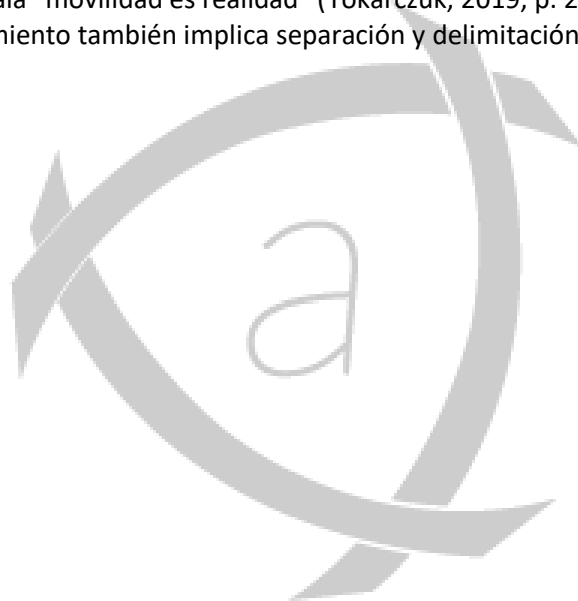 ala "movilidad es realidad" (Tokarczuk, 2019, p. 2
miento también implica separación y delimitación
a